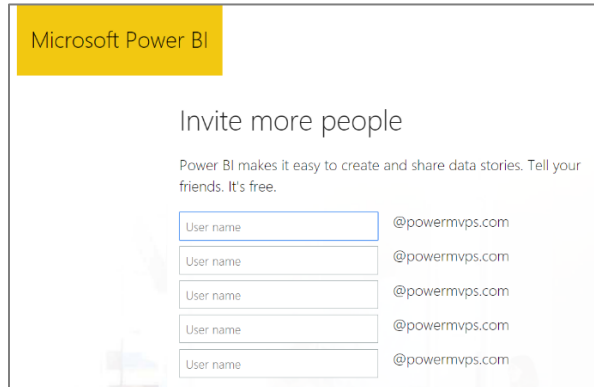 Microsoft Power BI
Invite more people
Power BI makes it easy to create and share data stories. Tell your
friends. It's free.
User name @powermvps.com
User name @powermvps.com
User name @powermvps.com
User name @powermvps.com
User name @powermvps.com